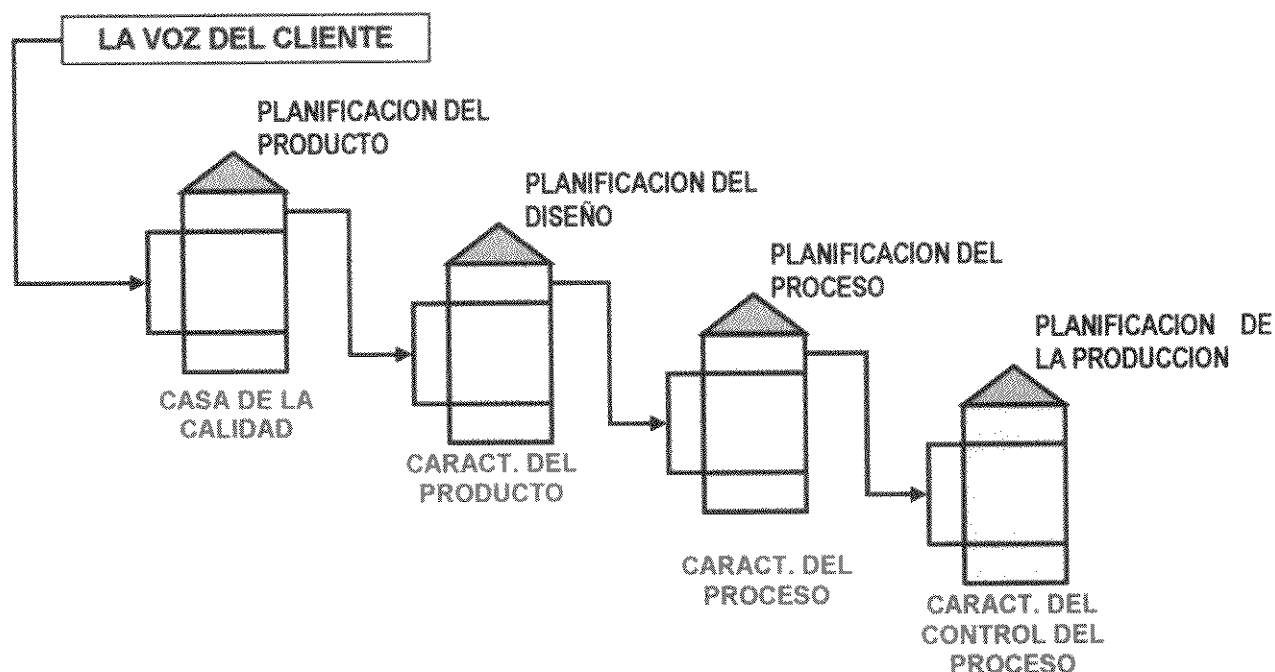 LA VOZ DEL CLIENTE
PLANIFICACION DEL
PRODUCTO
CASA DE LA
CALIDAD
PLANIFICACION DEL
DISEÑO
CARACT. DEL
PRODUCTO
PLANIFICACION DEL
PROCESO
CARACT. DEL
PROCESO
PLANIFICACION DE
LA PRODUCCION
CARACT. DEL
CONTROL DEL
PROCESO